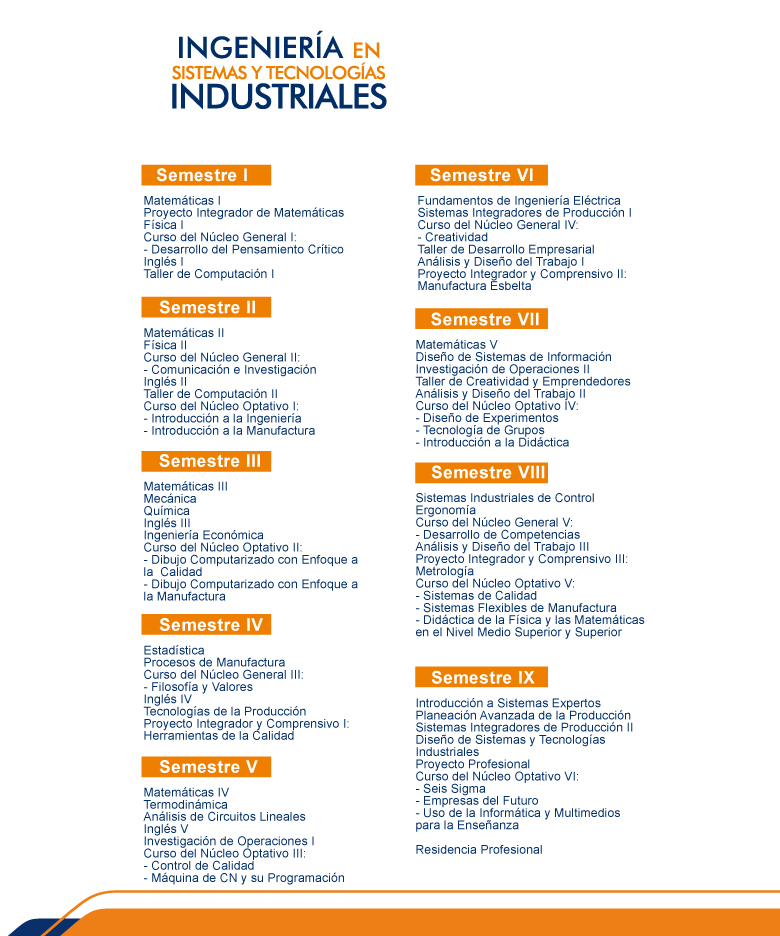 INGENIERÍA EN
SISTEMAS Y TECNOLOGÍAS
INDUSTRIALES
Semestre I
Matemáticas I
Proyecto Integrador de Matemáticas
Física I
Curso del Núcleo General I:
- Desarrollo del Pensamiento Crítico
Inglés I
Taller de Computación I
Semestre II
Matemáticas II
Física II
Curso del Núcleo General II:
- Comunicación e Investigación
Inglés II
Taller de Computación II
Curso del Núcleo Optativo I:
- Introducción a la Ingeniería
- Introducción a la Manufactura
Semestre III
Matemáticas III
Mecánica
Química
Inglés III
Ingeniería Económica
Curso del Núcleo Optativo II:
- Dibujo Computarizado con Enfoque a
la Calidad
- Dibujo Computarizado con Enfoque a
la Manufactura
Semestre IV
Estadística
Procesos de Manufactura
Curso del Núcleo General III:
- Filosofía y Valores
Inglés IV
Tecnologías de la Producción
Proyecto Integrador y Comprensivo I:
Herramientas de la Calidad
Semestre V
Matemáticas IV
Termodinámica
Análisis de Circuitos Lineales
Inglés V
Investigación de Operaciones I
Curso del Núcleo Optativo III:
- Control de Calidad
- Máquina de CN y su Programación
Semestre VI
Fundamentos de Ingeniería Eléctrica
Sistemas Integradores de Producción I
Curso del Núcleo General IV:
- Creatividad
Taller de Desarrollo Empresarial
Análisis y Diseño del Trabajo I
Proyecto Integrador y Comprensivo II:
Manufactura Esbelta
Semestre VII
Matemáticas V
Diseño de Sistemas de Información
Investigación de Operaciones II
Taller de Creatividad y Emprendedores
Análisis y Diseño del Trabajo II
Curso del Núcleo Optativo IV:
- Diseño de Experimentos
- Tecnología de Grupos
- Introducción a la Didáctica
Semestre VIII
Sistemas Industriales de Control
Ergonomía
Curso del Núcleo General V:
- Desarrollo de Competencias
Análisis y Diseño del Trabajo III
Proyecto Integrador y Comprensivo III:
Metrología
Curso del Núcleo Optativo V:
- Sistemas de Calidad
- Sistemas Flexibles de Manufactura
- Didáctica de la Física y las Matemáticas
en el Nivel Medio Superior y Superior
Semestre IX
Introducción a Sistemas Expertos
Planeación Avanzada de la Producción
Sistemas Integradores de Producción II
Diseño de Sistemas y Tecnologías
Industriales
Proyecto Profesional
Curso del Núcleo Optativo VI:
- Seis Sigma
- Empresas del Futuro
- Uso de la Informática y Multimedios
para la Enseñanza
Residencia Profesional